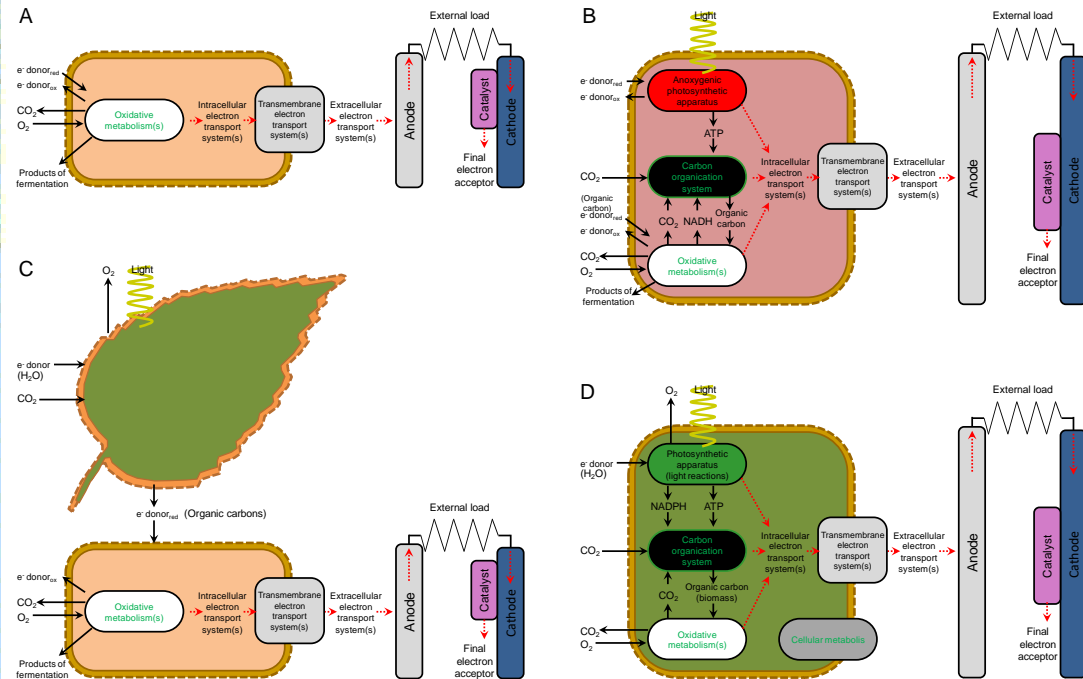 A
External load
e- donorred
e- donorox
CO2
O2
Oxidative
metabolism(s)
Products of
fermentation
Intracellular
electron
transport
system(s)
Transmembrane
electron
transport
system(s)
Extracellular
electron
transport
system(s)
Anode
Catalyst
Cathode
Final
electron
acceptor
B
Light
External load
e- donorred
e- donorox
Anoxygenic
photosynthetic
apparatus
ATP
CO2
Carbon
organication
system
Intracellular
electron
transport
system(s)
Transmembrane
electron
transport
system(s)
Extracellular
electron
transport
system(s)
(Organic
carbon)
e- donorred
e- donorox
CO2
NADH
Organic
carbon
CO2
O2
Oxidative
metabolism(s)
Products of
fermentation
Anode
Catalyst
Cathode
Final
electron
acceptor
C
O2
Light
e- donor
(H2O)
CO2
e- donorred (Organic carbons)
External load
e- donorox
CO2
O2
Oxidative
metabolism(s)
Products of
fermentation
Intracellular
electron
transport
system(s)
Transmembrane
electron
transport
system(s)
Extracellular
electron
transport
system(s)
Anode
Catalyst
Cathode
Final
electron
acceptor
D
O2
Light
External load
e- donor
(H2O)
Photosynthetic
apparatus
(light reactions)
NADPH
ATP
CO2
Carbon
organication
system
Intracellular
electron
transport
system(s)
Transmembrane
electron
transport
system(s)
Extracellular
electron
transport
system(s)
CO2
Organic carbon
(biomass)
CO2
O2
Oxidative
metabolism(s)
Cellular metabolis
Anode
Catalyst
Cathode
Final
electron
acceptor